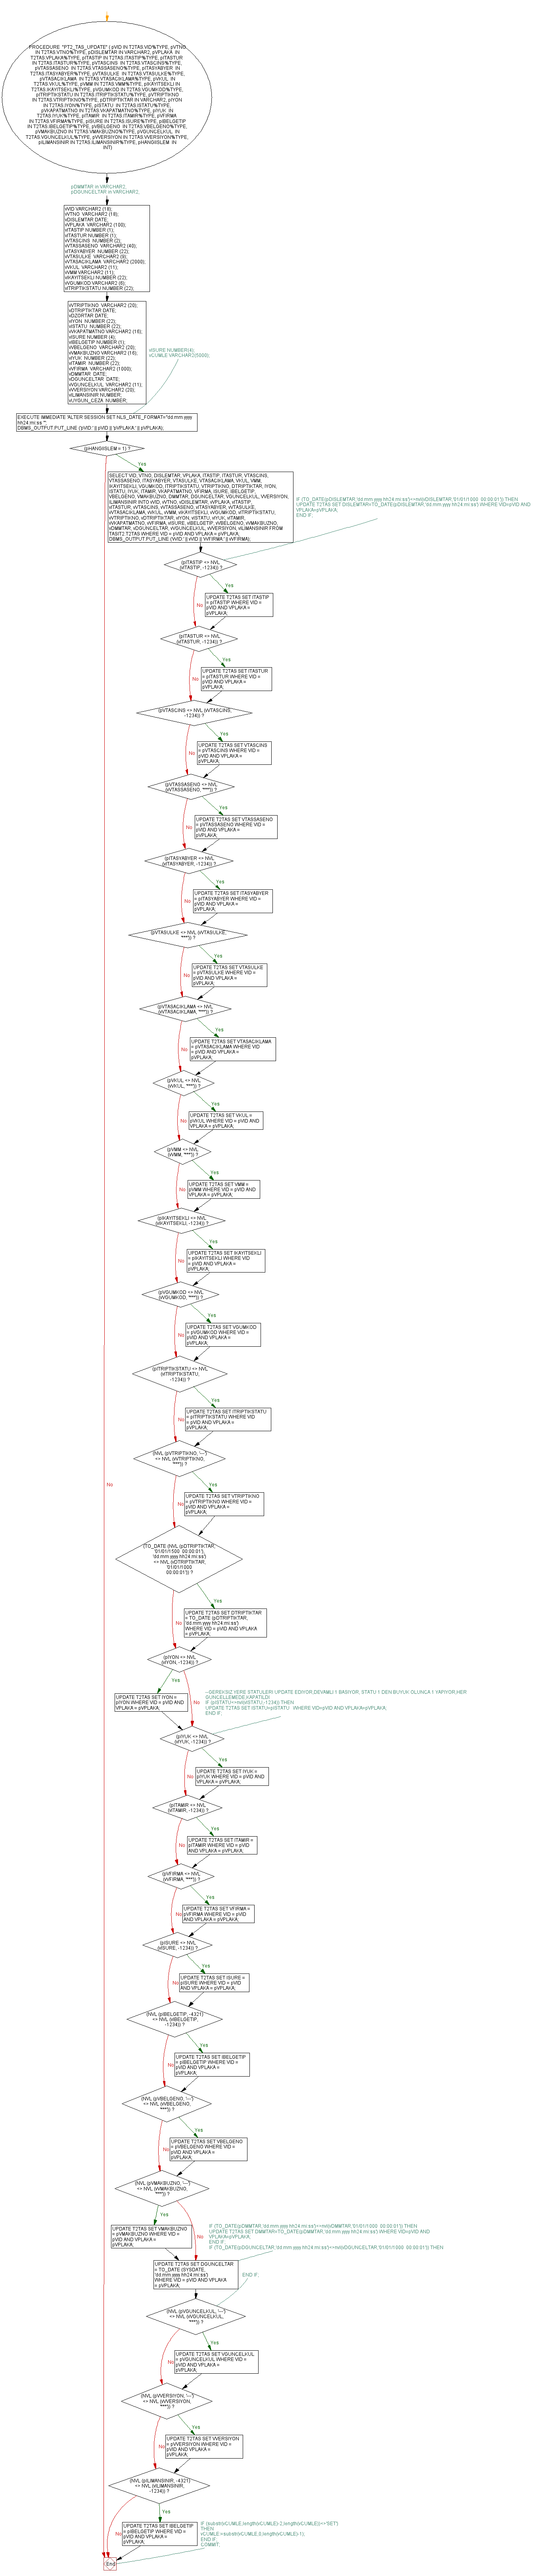 PROCEDURE "PT2_TAS_UPDATE" ( pVID IN T2TAS.VID%TYPE, pVTNO
IN T2TAS.VTNO%TYPE, pDISLEMTAR IN VARCHAR2, pVPLAKA IN
T2TAS.VPLAKA%TYPE, pITASTIP IN T2TAS.ITASTIP%TYPE, pITASTUR
IN T2TAS.ITASTUR%TYPE, pVTASCINS IN T2TAS.VTASCINS%TYPE,
pVTASSASENO IN T2TAS.VTASSASENO%TYPE, pITASYABYER IN
T2TAS.ITASYABYER%TYPE, pVTASULKE IN T2TAS.VTASULKE%TYPE,
pVTASACIKLAMA IN T2TAS.VTASACIKLAMA%TYPE, pVKUL IN
T2TAS.VKUL%TYPE, pVMM IN T2TAS.VMM%TYPE, pIKAYITSEKLI IN
T2TAS.IKAYITSEKLI%TYPE, pVGUMKOD IN T2TAS.VGUMKOD%TYPE,
pITRIPTIKSTATU IN T2TAS.ITRIPTIKSTATU%TYPE, pVTRIPTIKNO
IN T2TAS.VTRIPTIKNO%TYPE, pDTRIPTIKTAR IN VARCHAR2, pIYON
IN T2TAS.IYON%TYPE, pISTATU IN T2TAS.ISTATU%TYPE,
pVKAPATMATNO IN T2TAS.VKAPATMATNO%TYPE, pIYUK IN
T2TAS.IYUK%TYPE, pITAMIR IN T2TAS.ITAMIR%TYPE, pVFIRMA
IN T2TAS.VFIRMA%TYPE, pISURE IN T2TAS.ISURE%TYPE, pIBELGETIP
IN T2TAS.IBELGETIP%TYPE, pVBELGENO IN T2TAS.VBELGENO%TYPE,
pVMAKBUZNO IN T2TAS.VMAKBUZNO%TYPE, pVGUNCELKUL IN
T2TAS.VGUNCELKUL%TYPE, pVVERSIYON IN T2TAS.VVERSIYON%TYPE,
pILIMANSINIR IN T2TAS.ILIMANSINIR%TYPE, pHANGIISLEM IN
INT)
pDMMTAR in VARCHAR2,
pDGUNCELTAR in VARCHAR2,
vVID VARCHAR2 (18);
vVTNO VARCHAR2 (18);
vDISLEMTAR DATE;
vVPLAKA VARCHAR2 (100);
vITASTIP NUMBER (1);
vITASTUR NUMBER (1);
vVTASCINS NUMBER (2);
vVTASSASENO VARCHAR2 (40);
vITASYABYER NUMBER (22);
vVTASULKE VARCHAR2 (9);
vVTASACIKLAMA VARCHAR2 (2000);
vVKUL VARCHAR2 (11);
vVMM VARCHAR2 (11);
vIKAYITSEKLI NUMBER (22);
vVGUMKOD VARCHAR2 (6);
vITRIPTIKSTATU NUMBER (22);
vVTRIPTIKNO VARCHAR2 (20);
vDTRIPTIKTAR DATE;
vDZORTAR DATE;
vIYON NUMBER (22);
vISTATU NUMBER (22);
vVKAPATMATNO VARCHAR2 (16);
vISURE NUMBER (4);
vIBELGETIP NUMBER (1);
vVBELGENO VARCHAR2 (20);
vVMAKBUZNO VARCHAR2 (16);
vIYUK NUMBER (22);
vITAMIR NUMBER (22);
vVFIRMA VARCHAR2 (1000);
vDMMTAR DATE;
vDGUNCELTAR DATE;
vVGUNCELKUL VARCHAR2 (11);
vVVERSIYON VARCHAR2 (20);
vILIMANSINIR NUMBER;
vUYGUN_CEZA NUMBER;
vISURE NUMBER(4);
vCUMLE VARCHAR2(5000);
EXECUTE IMMEDIATE 'ALTER SESSION SET NLS_DATE_FORMAT="dd.mm.yyyy
hh24:mi:ss"';
DBMS_OUTPUT.PUT_LINE ('pVID ' || pVID || 'pVPLAKA ' || pVPLAKA);
(pHANGIISLEM = 1) ?
Yes
SELECT VID, VTNO, DISLEMTAR, VPLAKA, ITASTIP, ITASTUR, VTASCINS,
VTASSASENO, ITASYABYER, VTASULKE, VTASACIKLAMA, VKUL, VMM,
IKAYITSEKLI, VGUMKOD, ITRIPTIKSTATU, VTRIPTIKNO, DTRIPTIKTAR, IYON,
ISTATU, IYUK, ITAMIR, VKAPATMATNO, VFIRMA, ISURE, IBELGETIP,
VBELGENO, VMAKBUZNO, DMMTAR, DGUNCELTAR, VGUNCELKUL, VVERSIYON,
ILIMANSINIR INTO vVID, vVTNO, vDISLEMTAR, vVPLAKA, vITASTIP,
vITASTUR, vVTASCINS, vVTASSASENO, vITASYABYER, vVTASULKE,
vVTASACIKLAMA, vVKUL, vVMM, vIKAYITSEKLI, vVGUMKOD, vITRIPTIKSTATU,
vVTRIPTIKNO, vDTRIPTIKTAR, vIYON, vISTATU, vIYUK, vITAMIR,
vVKAPATMATNO, vVFIRMA, vISURE, vIBELGETIP, vVBELGENO, vVMAKBUZNO,
vDMMTAR, vDGUNCELTAR, vVGUNCELKUL, vVVERSIYON, vILIMANSINIR FROM
TASIT2.T2TAS WHERE VID = pVID AND VPLAKA = pVPLAKA;
DBMS_OUTPUT.PUT_LINE ('vVID ' || vVID || 'vVFIRMA ' || vVFIRMA);
IF (TO_DATE(pDISLEMTAR,'dd.mm.yyyy hh24:mi:ss')<>nvl(vDISLEMTAR,'01/01/1000 00:00:01')) THEN
UPDATE T2TAS SET DISLEMTAR=TO_DATE(pDISLEMTAR,'dd.mm.yyyy hh24:mi:ss') WHERE VID=pVID AND
VPLAKA=pVPLAKA;
END IF;
(pITASTIP <> NVL
(vITASTIP, -1234)) ?
Yes
No
UPDATE T2TAS SET ITASTIP
= pITASTIP WHERE VID =
pVID AND VPLAKA =
pVPLAKA;
(pITASTUR <> NVL
(vITASTUR, -1234)) ?
Yes
No
UPDATE T2TAS SET ITASTUR
= pITASTUR WHERE VID =
pVID AND VPLAKA =
pVPLAKA;
(pVTASCINS <> NVL (vVTASCINS,
-1234)) ?
Yes
No
UPDATE T2TAS SET VTASCINS
= pVTASCINS WHERE VID =
pVID AND VPLAKA =
pVPLAKA;
(pVTASSASENO <> NVL
(vVTASSASENO, '***')) ?
Yes
No
UPDATE T2TAS SET VTASSASENO
= pVTASSASENO WHERE VID =
pVID AND VPLAKA =
pVPLAKA;
(pITASYABYER <> NVL
(vITASYABYER, -1234)) ?
Yes
No
UPDATE T2TAS SET ITASYABYER
= pITASYABYER WHERE VID =
pVID AND VPLAKA =
pVPLAKA;
(pVTASULKE <> NVL (vVTASULKE,
'***')) ?
Yes
No
UPDATE T2TAS SET VTASULKE
= pVTASULKE WHERE VID =
pVID AND VPLAKA =
pVPLAKA;
(pVTASACIKLAMA <> NVL
(vVTASACIKLAMA, '***')) ?
Yes
No
UPDATE T2TAS SET VTASACIKLAMA
= pVTASACIKLAMA WHERE VID
= pVID AND VPLAKA =
pVPLAKA;
(pVKUL <> NVL
(vVKUL, '***')) ?
Yes
No
UPDATE T2TAS SET VKUL =
pVKUL WHERE VID = pVID AND
VPLAKA = pVPLAKA;
(pVMM <> NVL
(vVMM, '***')) ?
Yes
No
UPDATE T2TAS SET VMM =
pVMM WHERE VID = pVID AND
VPLAKA = pVPLAKA;
(pIKAYITSEKLI <> NVL
(vIKAYITSEKLI, -1234)) ?
Yes
No
UPDATE T2TAS SET IKAYITSEKLI
= pIKAYITSEKLI WHERE VID
= pVID AND VPLAKA =
pVPLAKA;
(pVGUMKOD <> NVL
(vVGUMKOD, '***')) ?
Yes
No
UPDATE T2TAS SET VGUMKOD
= pVGUMKOD WHERE VID =
pVID AND VPLAKA =
pVPLAKA;
(pITRIPTIKSTATU <> NVL
(vITRIPTIKSTATU,
-1234)) ?
Yes
No
UPDATE T2TAS SET ITRIPTIKSTATU
= pITRIPTIKSTATU WHERE VID
= pVID AND VPLAKA =
pVPLAKA;
(NVL (pVTRIPTIKNO, '---')
<> NVL (vVTRIPTIKNO,
'***')) ?
No
Yes
No
UPDATE T2TAS SET VTRIPTIKNO
= pVTRIPTIKNO WHERE VID =
pVID AND VPLAKA =
pVPLAKA;
(TO_DATE (NVL (pDTRIPTIKTAR,
'01/01/1500 00:00:01'),
'dd.mm.yyyy hh24:mi:ss')
<> NVL (vDTRIPTIKTAR,
'01/01/1000
00:00:01')) ?
Yes
No
UPDATE T2TAS SET DTRIPTIKTAR
= TO_DATE (pDTRIPTIKTAR,
'dd.mm.yyyy hh24:mi:ss')
WHERE VID = pVID AND VPLAKA
= pVPLAKA;
(pIYON <> NVL
(vIYON, -1234)) ?
Yes
No
UPDATE T2TAS SET IYON =
pIYON WHERE VID = pVID AND
VPLAKA = pVPLAKA;
--GEREKSIZ YERE STATULERI UPDATE EDIYOR,DEVAMLI 1 BASIYOR, STATU 1 DEN BUYUK OLUNCA 1 YAPIYOR,HER
GUNCELLEMEDE,KAPATILDI.
IF (pISTATU<>nvl(vISTATU,-1234)) THEN
UPDATE T2TAS SET ISTATU=pISTATU WHERE VID=pVID AND VPLAKA=pVPLAKA;
END IF;
(pIYUK <> NVL
(vIYUK, -1234)) ?
Yes
No
UPDATE T2TAS SET IYUK =
pIYUK WHERE VID = pVID AND
VPLAKA = pVPLAKA;
(pITAMIR <> NVL
(vITAMIR, -1234)) ?
Yes
No
UPDATE T2TAS SET ITAMIR =
pITAMIR WHERE VID = pVID
AND VPLAKA = pVPLAKA;
(pVFIRMA <> NVL
(vVFIRMA, '***')) ?
Yes
No
UPDATE T2TAS SET VFIRMA =
pVFIRMA WHERE VID = pVID
AND VPLAKA = pVPLAKA;
(pISURE <> NVL
(vISURE, -1234)) ?
Yes
No
UPDATE T2TAS SET ISURE =
pISURE WHERE VID = pVID
AND VPLAKA = pVPLAKA;
(NVL (pIBELGETIP, -4321)
<> NVL (vIBELGETIP,
-1234)) ?
Yes
No
UPDATE T2TAS SET IBELGETIP
= pIBELGETIP WHERE VID =
pVID AND VPLAKA =
pVPLAKA;
(NVL (pVBELGENO, '---')
<> NVL (vVBELGENO,
'***')) ?
Yes
No
UPDATE T2TAS SET VBELGENO
= pVBELGENO WHERE VID =
pVID AND VPLAKA =
pVPLAKA;
(NVL (pVMAKBUZNO, '---')
<> NVL (vVMAKBUZNO,
'***')) ?
Yes
No
UPDATE T2TAS SET VMAKBUZNO
= pVMAKBUZNO WHERE VID =
pVID AND VPLAKA =
pVPLAKA;
IF (TO_DATE(pDMMTAR,'dd.mm.yyyy hh24:mi:ss')<>nvl(vDMMTAR,'01/01/1000 00:00:01')) THEN
UPDATE T2TAS SET DMMTAR=TO_DATE(pDMMTAR,'dd.mm.yyyy hh24:mi:ss') WHERE VID=pVID AND
VPLAKA=pVPLAKA;
END IF;
IF (TO_DATE(pDGUNCELTAR,'dd.mm.yyyy hh24:mi:ss')<>nvl(vDGUNCELTAR,'01/01/1000 00:00:01')) THEN
UPDATE T2TAS SET DGUNCELTAR
= TO_DATE (SYSDATE,
'dd.mm.yyyy hh24:mi:ss')
WHERE VID = pVID AND VPLAKA
= pVPLAKA;
END IF;
(NVL (pVGUNCELKUL, '---')
<> NVL (vVGUNCELKUL,
'***')) ?
Yes
No
UPDATE T2TAS SET VGUNCELKUL
= pVGUNCELKUL WHERE VID =
pVID AND VPLAKA =
pVPLAKA;
(NVL (pVVERSIYON, '---')
<> NVL (vVVERSIYON,
'***')) ?
Yes
No
UPDATE T2TAS SET VVERSIYON
= pVVERSIYON WHERE VID =
pVID AND VPLAKA =
pVPLAKA;
(NVL (pILIMANSINIR, -4321)
<> NVL (vILIMANSINIR,
-1234)) ?
Yes
No
UPDATE T2TAS SET IBELGETIP
= pIBELGETIP WHERE VID =
pVID AND VPLAKA =
pVPLAKA;
IF (substr(vCUMLE,length(vCUMLE)-2,length(vCUMLE))<>'SET')
THEN
vCUMLE:=substr(vCUMLE,0,length(vCUMLE)-1);
END IF;
COMMIT;
End